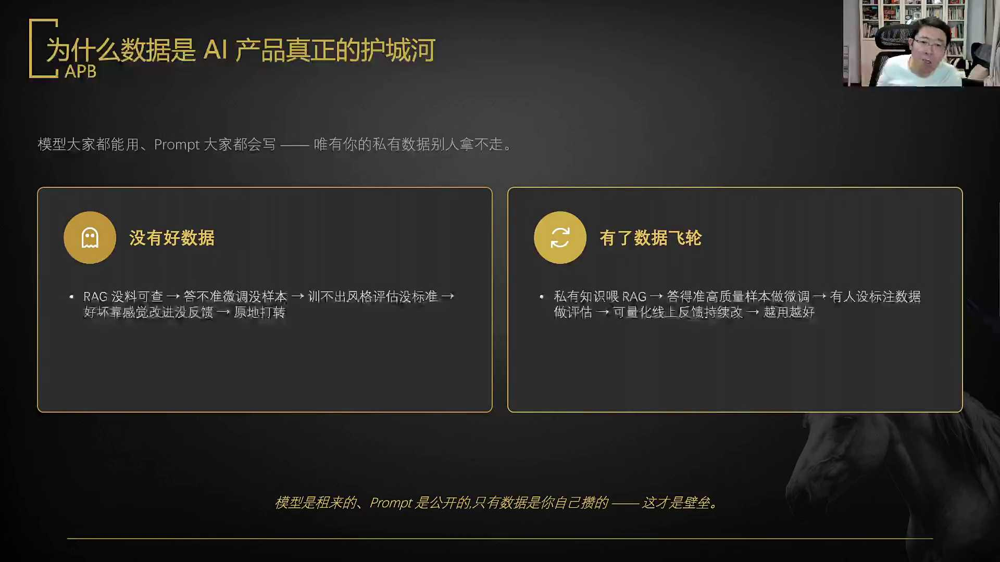 为什么数据是 AI 产品真正的护城河
APB
模型大家都能用、Prompt 大家都会写 —— 唯有你的私有数据别人拿不走。
没有好数据
• RAG 没料可查 → 答不准微调没样本 → 训不出风格评估没标准 →
好坏靠感觉改进没反馈 → 原地打转
有了数据飞轮
• 私有知识喂 RAG → 答得准高质量样本做微调 → 有人设标注数据
做评估 → 可量化线上反馈持续改 → 越用越好
模型是租来的、Prompt 是公开的,只有数据是你自己攒的 —— 这才是壁垒。